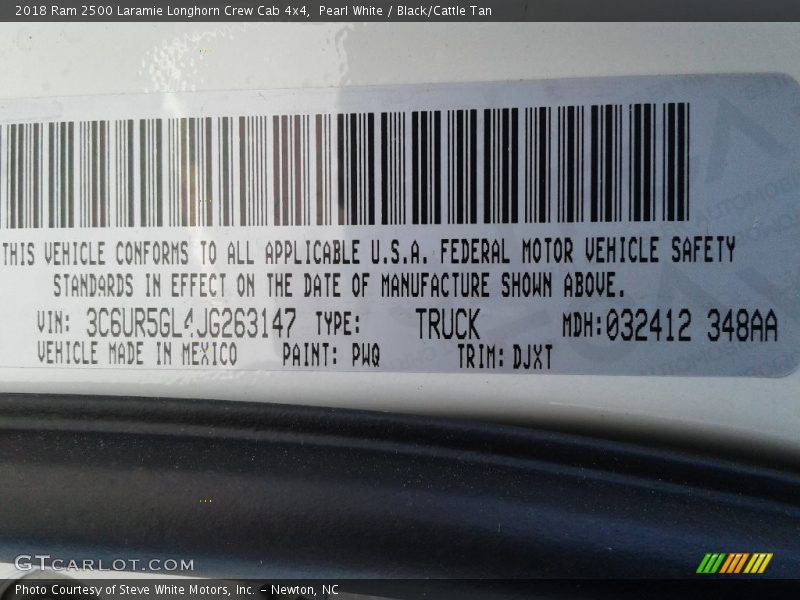 2018 Ram 2500 Laramie Longhorn Crew Cab 4x4,  Pearl White / Black/Cattle Tan
THIS VEHICLE CONFORMS TO ALL APPLICABLE U.S.A. FEDERAL MOTOR VEHICLE SAFETY
STANDARDS IN EFFECT ON THE DATE OF MANUFACTURE SHOWN ABOVE.
VIN: 3C6UR5GL4JG263147 TYPE: TRUCK MDH:032412 348AA
VEHICLE MADE IN MEXICO PAINT: PWQ TRIM: DJXT
GTCARLOT.COM
Photo Courtesy of Steve White Motors, Inc. – Newton, NC